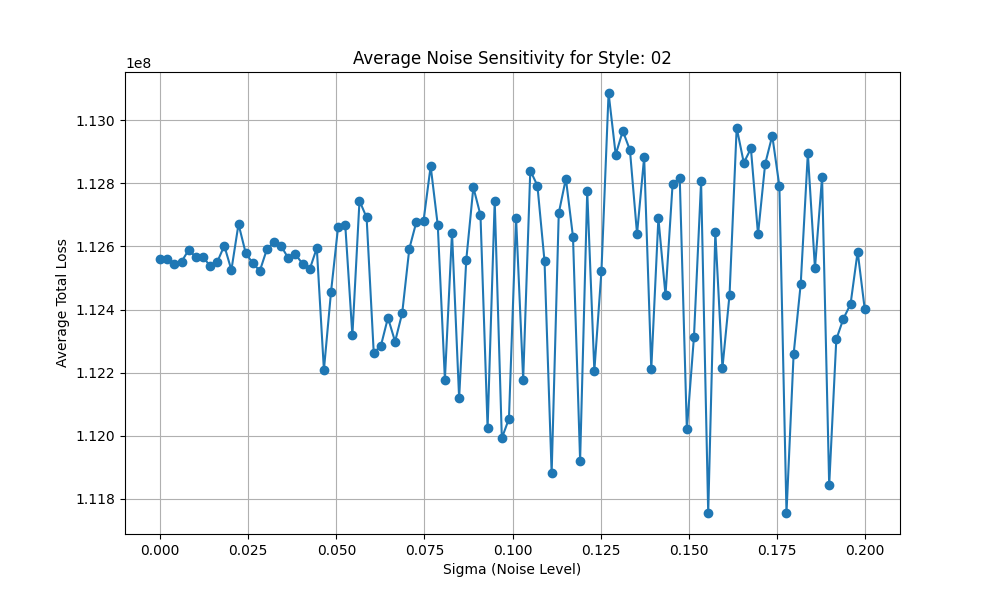 Average Noise Sensitivity for Style: 02
1e8
1.130
1.128
1.126
1.124
1.122
1.120
1.118
Average Total Loss
0.000 0.025 0.050 0.075 0.100 0.125 0.150 0.175 0.200
Sigma (Noise Level)